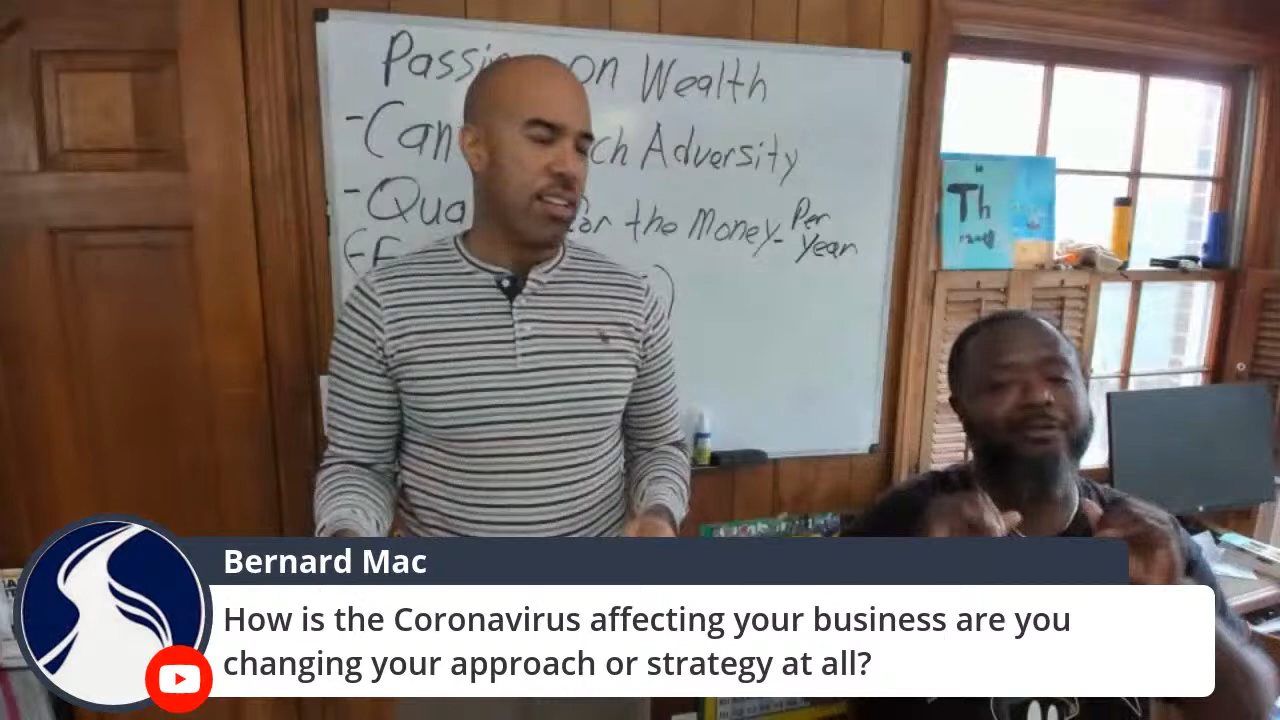 Passi on Wealth
-Can ch Adversity
-Qua For the Money- Per Year
Th
Bernard Mac
How is the Coronavirus affecting your business are you
changing your approach or strategy at all?